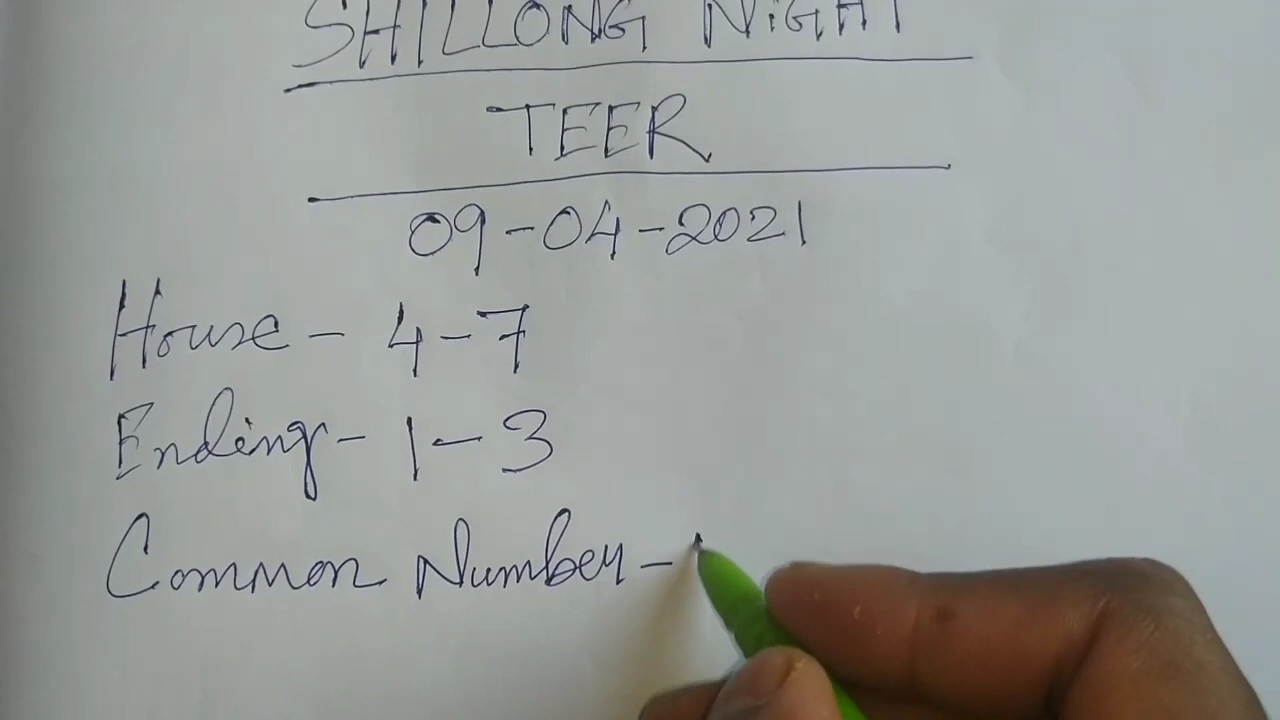 SHILLONG NIGHT
TEER
09-04-2021
House - 4-7
Ending - 1-3
Common Number -